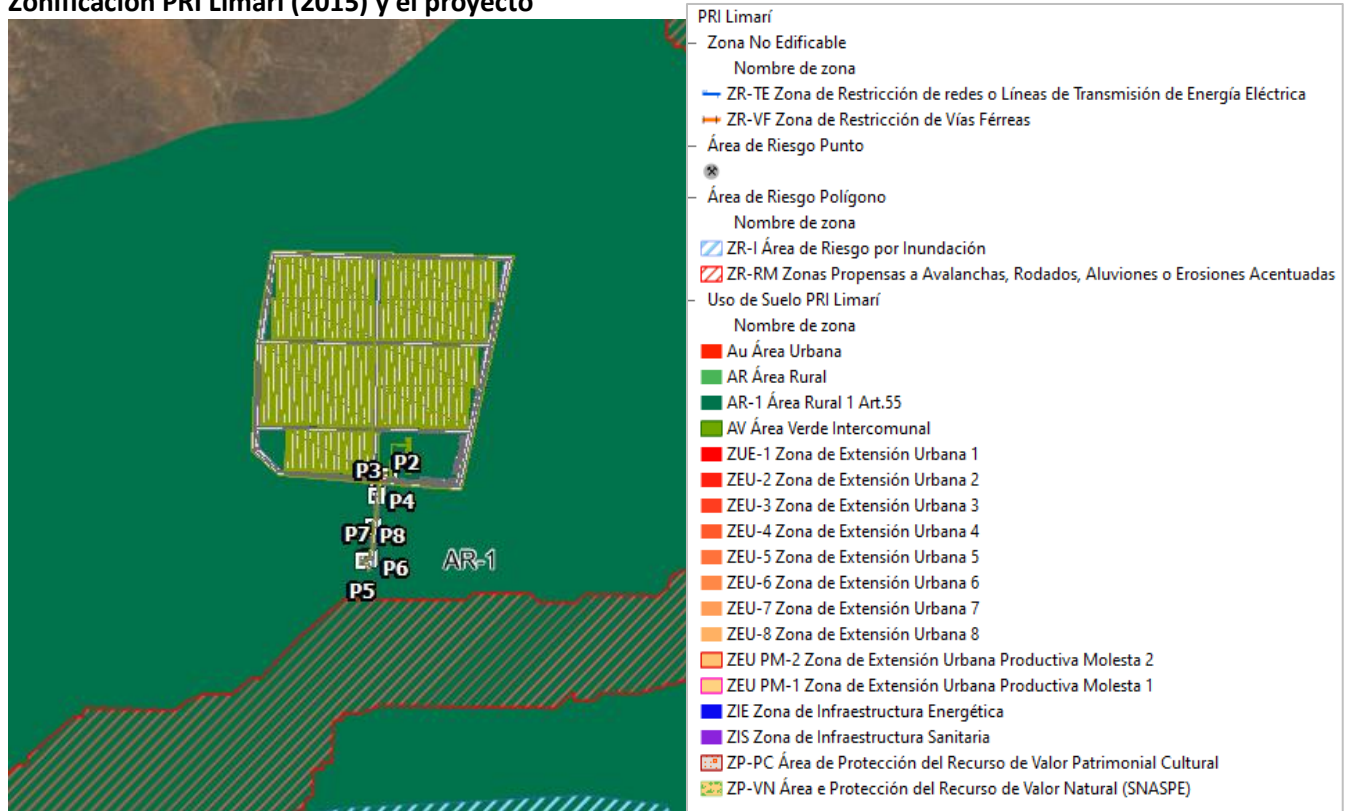 Zonificación PRI Limarí (2015) y el proyecto
P3
P2
P4
P7
P8
P6
P5
AR-1
PRI Limarí
Zona No Edificable
Nombre de zona
ZR-TE Zona de Restricción de redes o Líneas de Transmisión de Energía Eléctrica
ZR-VF Zona de Restricción de Vías Férreas
Área de Riesgo Punto
Área de Riesgo Polígono
Nombre de zona
ZR-I Área de Riesgo por Inundación
ZR-RM Zonas Propensas a Avalanchas, Rodados, Aluviones o Erosiones Acentuadas
Uso de Suelo PRI Limarí
Nombre de zona
Au Área Urbana
AR Área Rural
AR-1 Área Rural 1 Art.55
AV Área Verde Intercomunal
ZUE-1 Zona de Extensión Urbana 1
ZEU-2 Zona de Extensión Urbana 2
ZEU-3 Zona de Extensión Urbana 3
ZEU-4 Zona de Extensión Urbana 4
ZEU-5 Zona de Extensión Urbana 5
ZEU-6 Zona de Extensión Urbana 6
ZEU-7 Zona de Extensión Urbana 7
ZEU-8 Zona de Extensión Urbana 8
ZEU PM-2 Zona de Extensión Urbana Productiva Molesta 2
ZEU PM-1 Zona de Extensión Urbana Productiva Molesta 1
ZIE Zona de Infraestructura Energética
ZIS Zona de Infraestructura Sanitaria
ZP-PC Área de Protección del Recurso de Valor Patrimonial Cultural
ZP-VN Área e Protección del Recurso de Valor Natural (SNASPE)